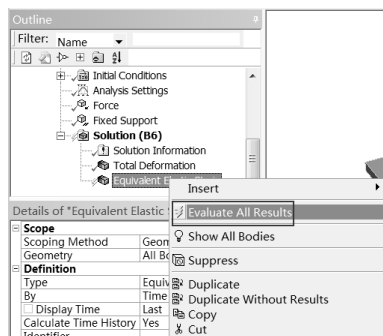 Outline
Filter: Name
Initial Conditions
Analysis Settings
Force
Fixed Support
Solution (B6)
Solution Information
Total Deformation
Equivalent Elastic
Insert
Evaluate All Results
Show All Bodies
Suppress
Duplicate
Duplicate Without Results
Copy
Cut
Details of "Equivalent Elastic
Scope
Scoping Method Geom
Geometry All Bo
Definition
Type Equiv
By Time
Display Time Last
Calculate Time History Yes
Identifier